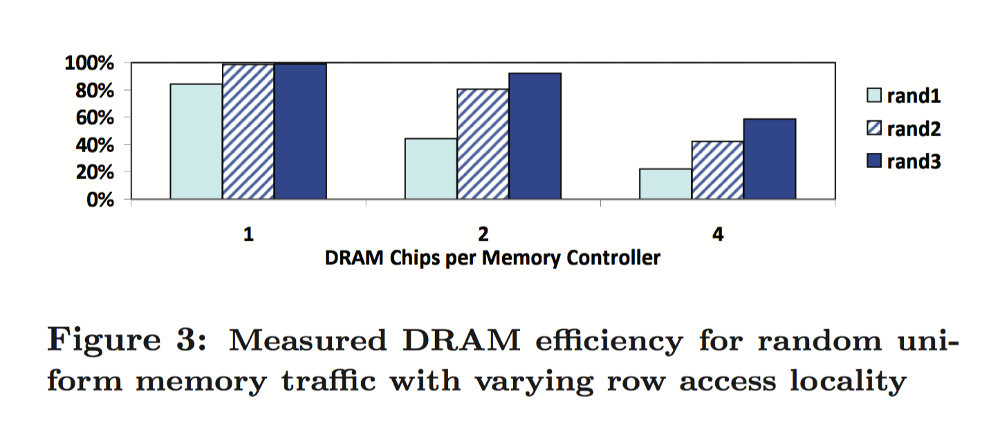 100%
80%
60%
40%
20%
0%
1 2 4
DRAM Chips per Memory Controller
rand1
rand2
rand3
Figure 3: Measured DRAM efficiency for random uni-
form memory traffic with varying row access locality